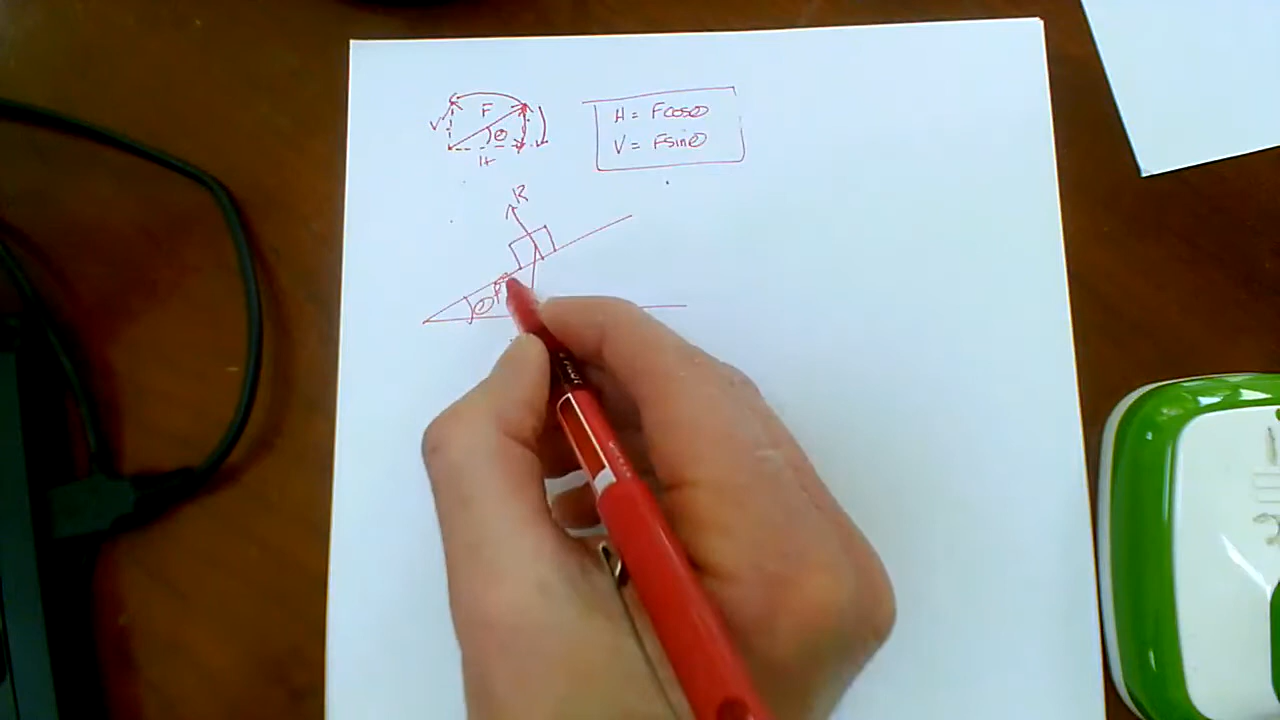 F
V
θ
H
H = Fcosθ
V = Fsinθ
R
θ